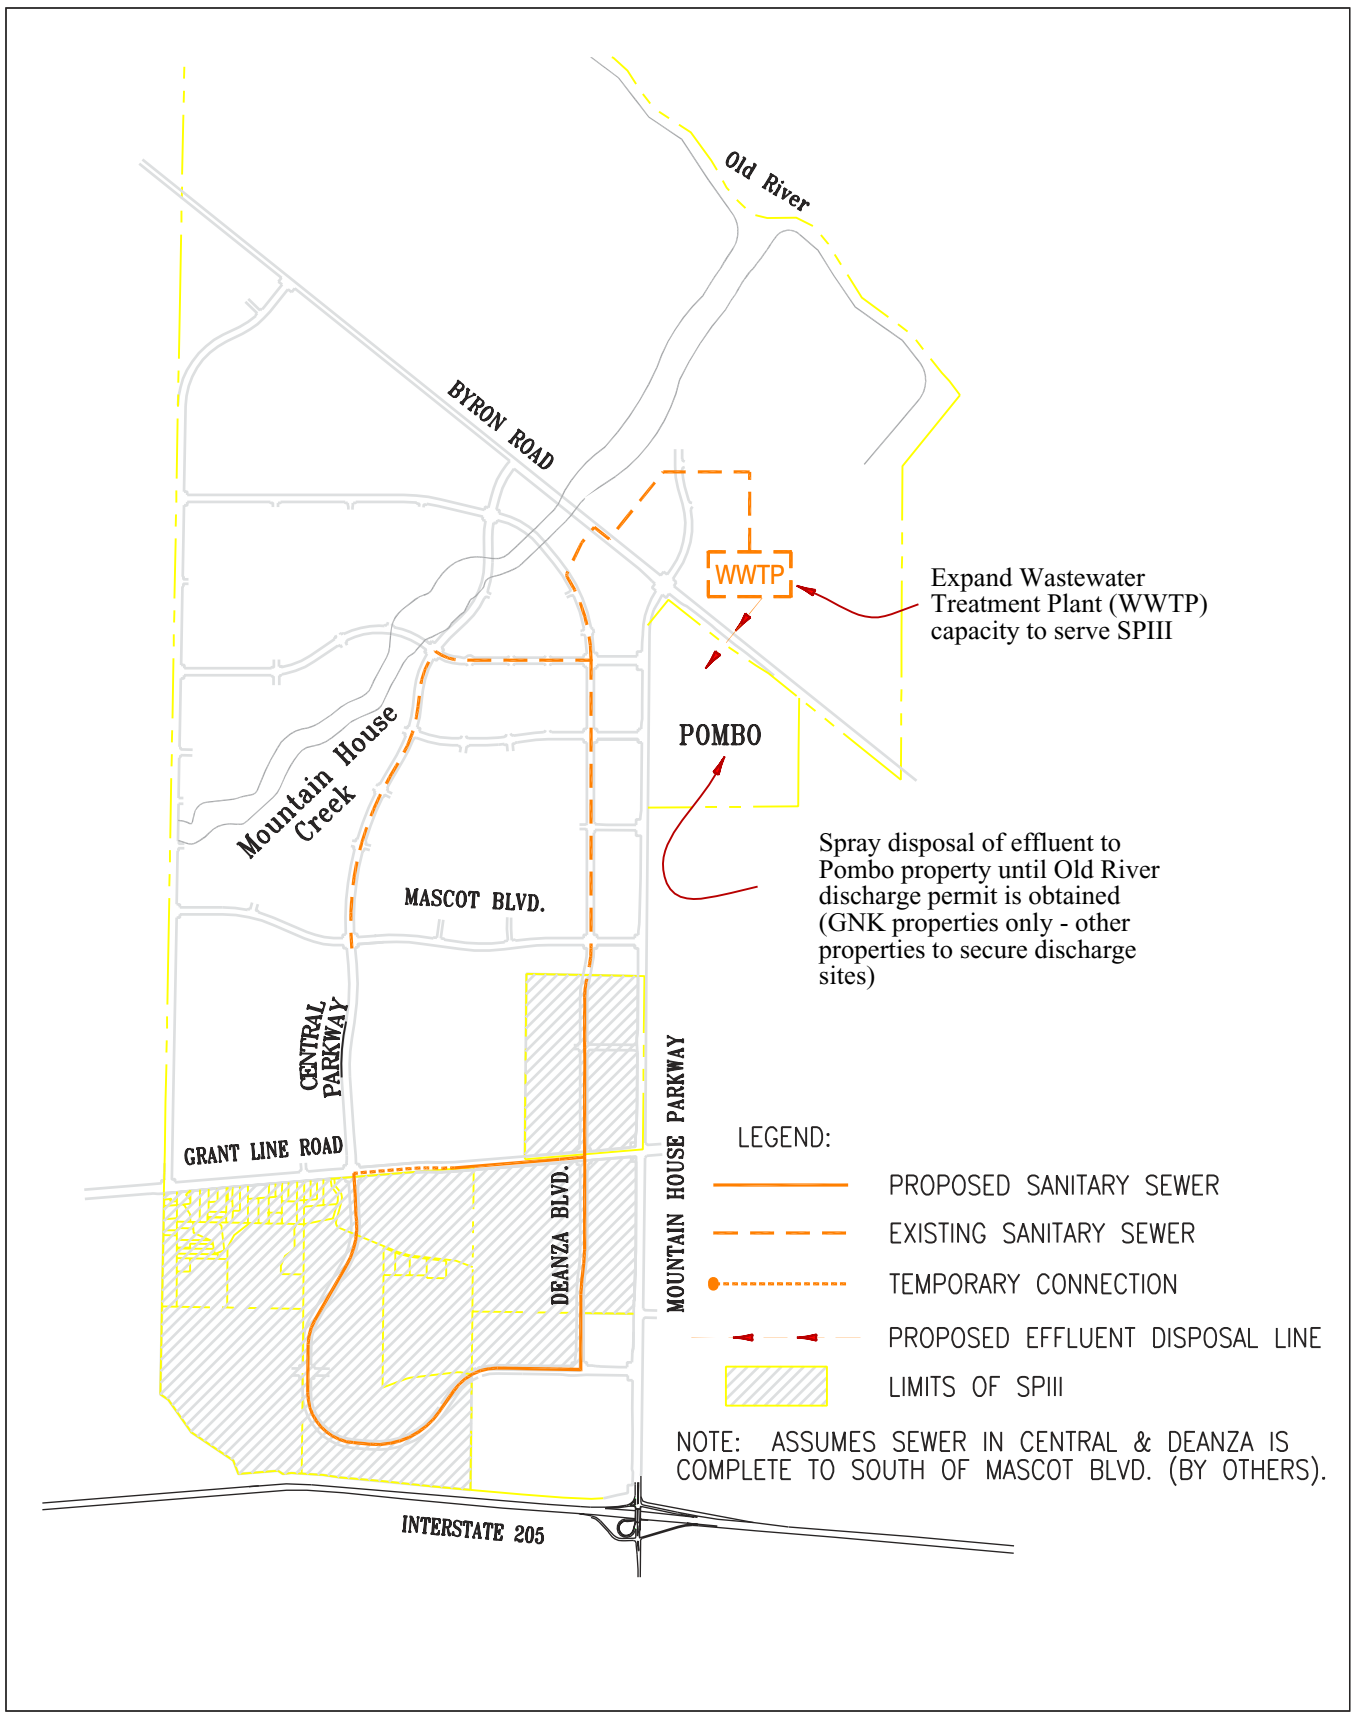 Old River
BYRON ROAD
WWTP
Expand Wastewater
Treatment Plant (WWTP)
capacity to serve SPIII
POMBO
Mountain House
Creek
Spray disposal of effluent to
Pombo property until Old River
discharge permit is obtained
(GNK properties only - other
properties to secure discharge
sites)
MASCOT BLVD.
CENTRAL
PARKWAY
GRANT LINE ROAD
DEANZA BLVD.
MOUNTAIN HOUSE PARKWAY
LEGEND:
PROPOSED SANITARY SEWER
EXISTING SANITARY SEWER
TEMPORARY CONNECTION
PROPOSED EFFLUENT DISPOSAL LINE
LIMITS OF SPIII
NOTE: ASSUMES SEWER IN CENTRAL & DEANZA IS
COMPLETE TO SOUTH OF MASCOT BLVD. (BY OTHERS).
INTERSTATE 205